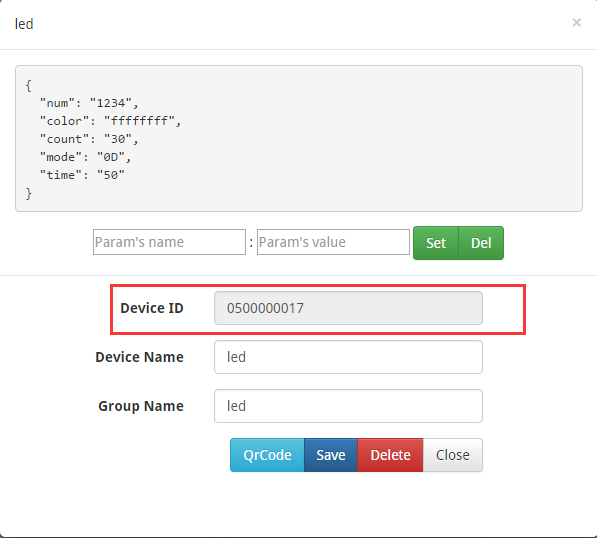 led ×
{
"num": "1234",
"color": "ffffffff",
"count": "30",
"mode": "0D",
"time": "50"
}
Param's name : Param's value Set Del
Device ID 0500000017
Device Name led
Group Name led
QrCode Save Delete Close